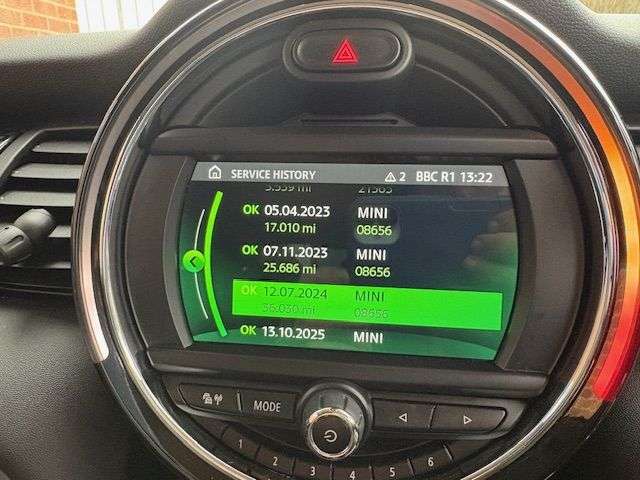 SERVICE HISTORY 2 BBC R1 13:22
OK 05.04.2023 MINI
17.010 mi 08656
OK 07.11.2023 MINI
25.686 mi 08656
OK 12.07.2024 MINI
08656
OK 13.10.2025 MINI
MODE
1 2 3 4 5 6